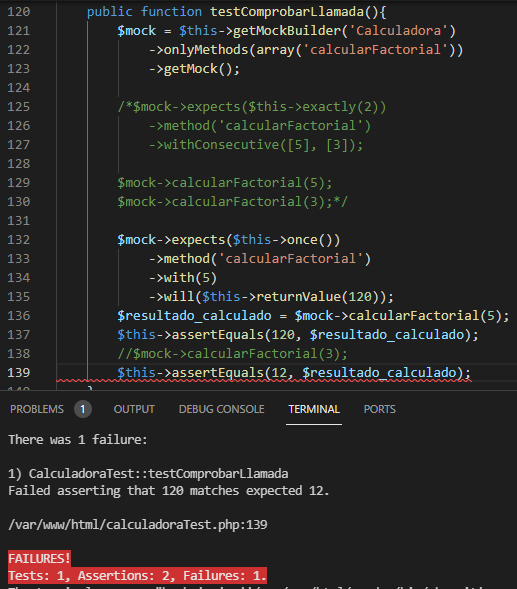 120 public function testComprobarLlamada(){
121 $mock = $this->getMockBuilder('Calculadora')
122 ->onlyMethods(array('calcularFactorial'))
123 ->getMock();
124
125 /*$mock->expects($this->exactly(2))
126 ->method('calcularFactorial')
127 ->withConsecutive([5], [3]);
128
129 $mock->calcularFactorial(5);
130 $mock->calcularFactorial(3);*/
131
132 $mock->expects($this->once())
133 ->method('calcularFactorial')
134 ->with(5)
135 ->will($this->returnValue(120));
136 $resultado_calculado = $mock->calcularFactorial(5);
137 $this->assertEquals(120, $resultado_calculado);
138 //$mock->calcularFactorial(3);
139 $this->assertEquals(12, $resultado_calculado);
PROBLEMS 1 OUTPUT DEBUG CONSOLE TERMINAL PORTS
There was 1 failure:
1) CalculadoraTest::testComprobarLlamada
Failed asserting that 120 matches expected 12.
/var/www/html/calculadoraTest.php:139
FAILURES!
Tests: 1, Assertions: 2, Failures: 1.